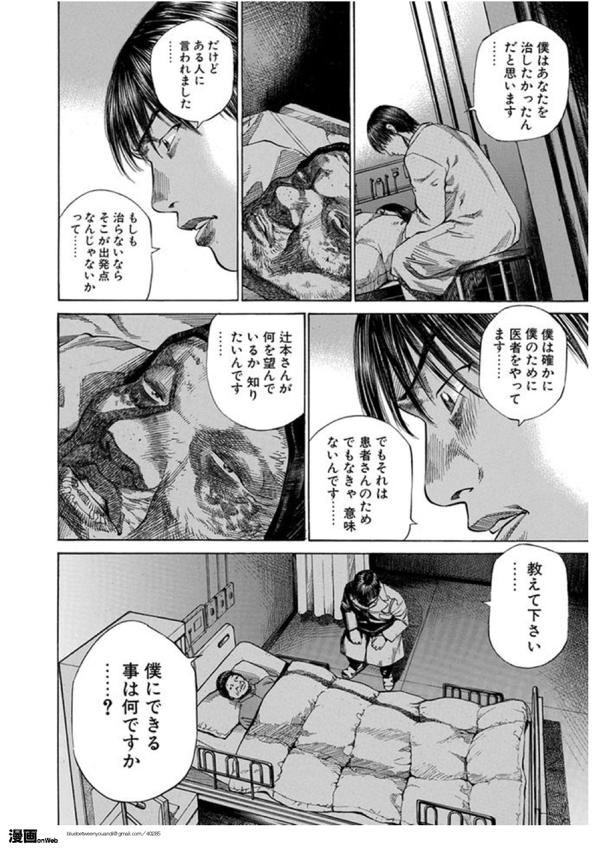 僕はあなたを
治したかったん
だと思います
……
だけど
ある人に
言われました
……
もしも
治らないなら
そこが出発点
なんじゃないか
って……
僕は確かに
僕のために
医者をやって
ます……
でもそれは
患者さんのため
でもなきゃ 意味
ないんです……
辻本さんが
何を望んで
いるか 知り
たいんです
教えて下さい
……
僕にできる
事は何ですか
……？
漫画 on Web
bluebetweenyouandi@gmail.com／40285